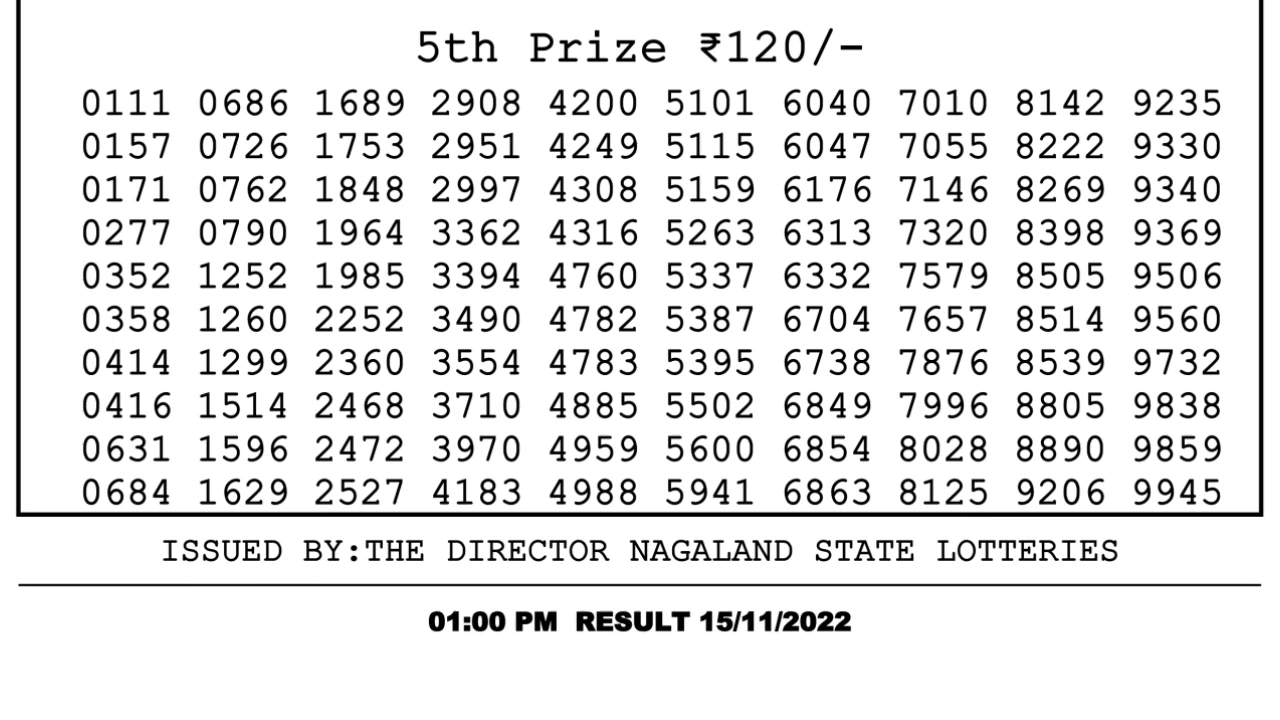 5th Prize ₹120/-
0111 0686 1689 2908 4200 5101 6040 7010 8142 9235
0157 0726 1753 2951 4249 5115 6047 7055 8222 9330
0171 0762 1848 2997 4308 5159 6176 7146 8269 9340
0277 0790 1964 3362 4316 5263 6313 7320 8398 9369
0352 1252 1985 3394 4760 5337 6332 7579 8505 9506
0358 1260 2252 3490 4782 5387 6704 7657 8514 9560
0414 1299 2360 3554 4783 5395 6738 7876 8539 9732
0416 1514 2468 3710 4885 5502 6849 7996 8805 9838
0631 1596 2472 3970 4959 5600 6854 8028 8890 9859
0684 1629 2527 4183 4988 5941 6863 8125 9206 9945
ISSUED BY:THE DIRECTOR NAGALAND STATE LOTTERIES
01:00 PM RESULT 15/11/2022